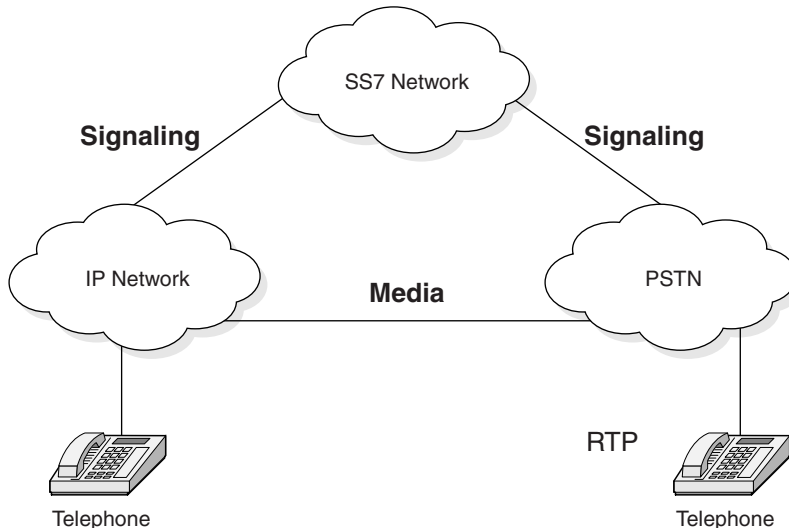 SS7 Network
Signaling
Signaling
IP Network
PSTN
Media
RTP
Telephone
Telephone